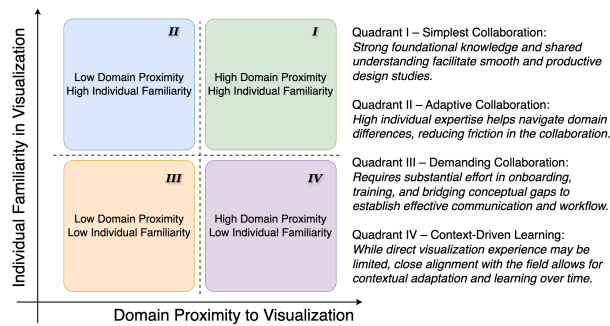 Individual Familiarity in Visualization
II
Low Domain Proximity
High Individual Familiarity
I
High Domain Proximity
High Individual Familiarity
III
Low Domain Proximity
Low Individual Familiarity
IV
High Domain Proximity
Low Individual Familiarity
Domain Proximity to Visualization
Quadrant I – Simplest Collaboration:
Strong foundational knowledge and shared
understanding facilitate smooth and productive
design studies.
Quadrant II – Adaptive Collaboration:
High individual expertise helps navigate domain
differences, reducing friction in the collaboration.
Quadrant III – Demanding Collaboration:
Requires substantial effort in onboarding,
training, and bridging conceptual gaps to
establish effective communication and workflow.
Quadrant IV – Context-Driven Learning:
While direct visualization experience may be
limited, close alignment with the field allows for
contextual adaptation and learning over time.